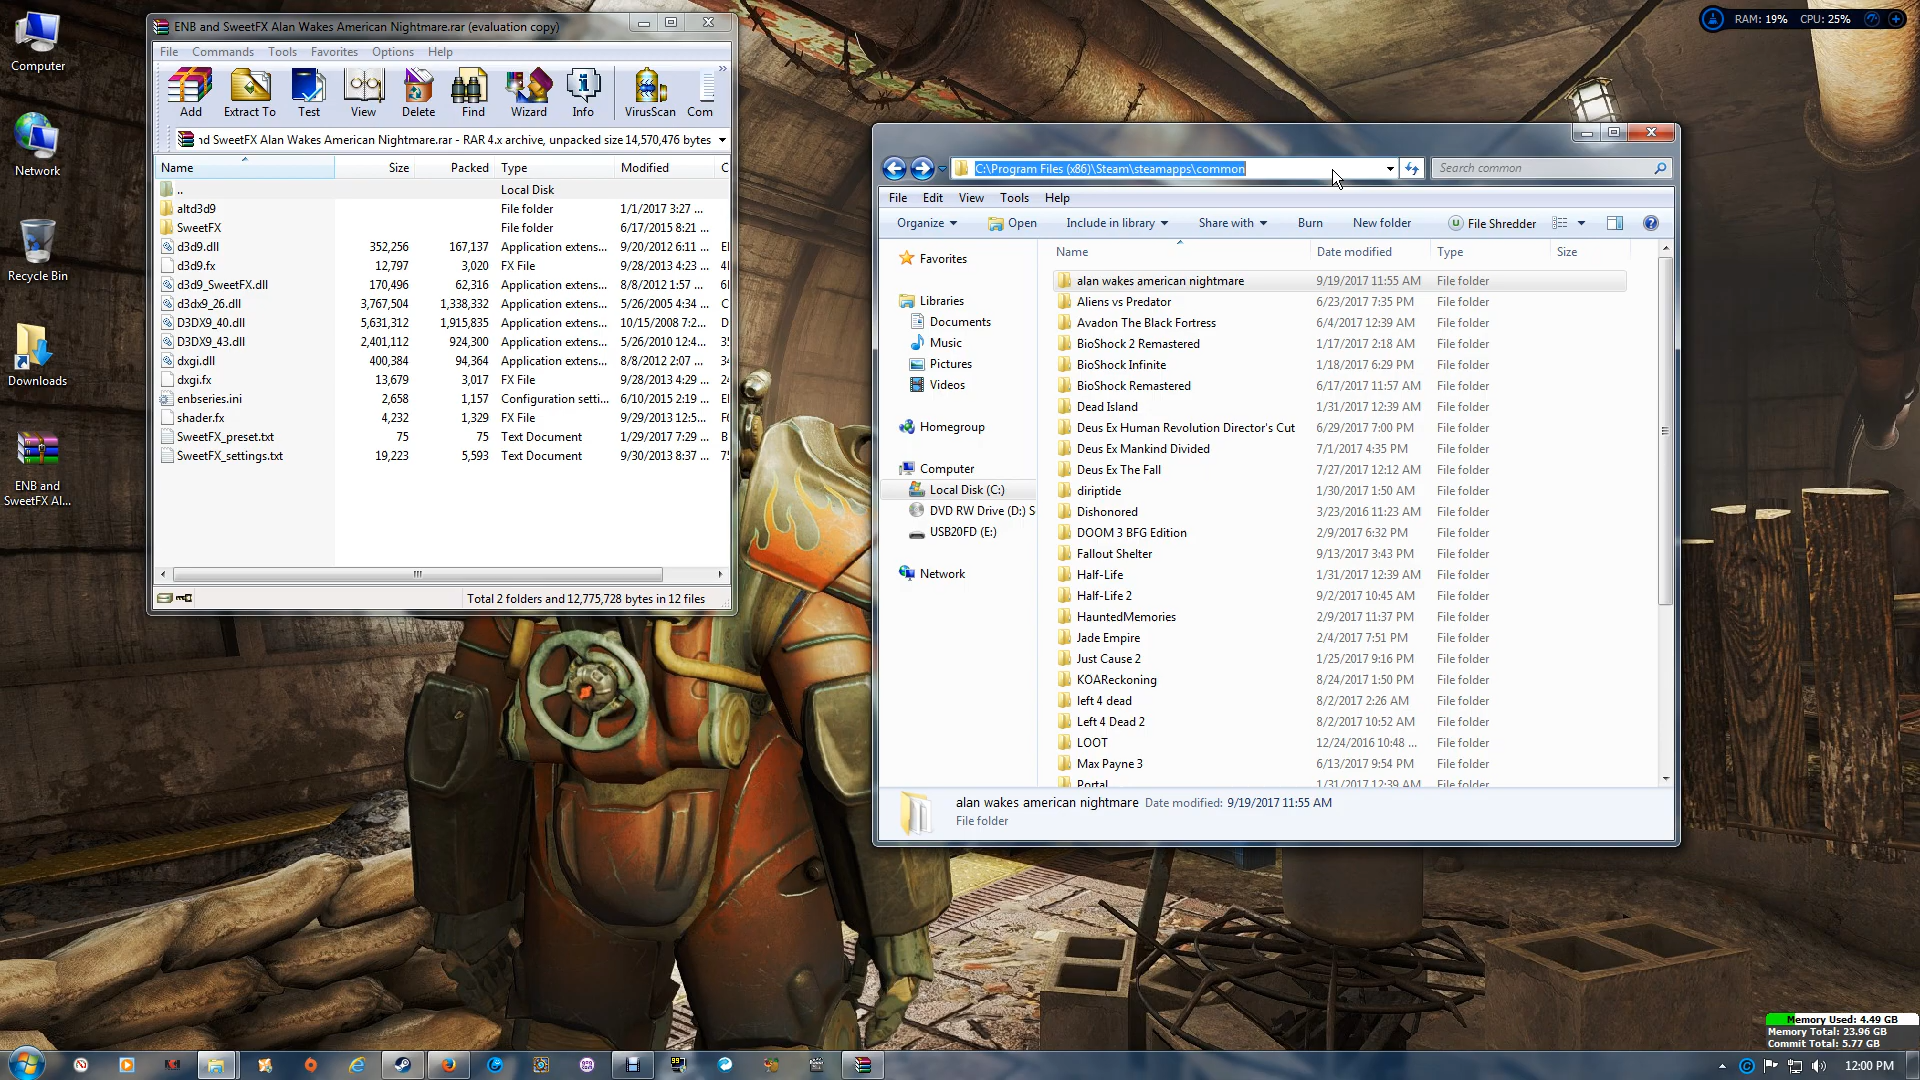 Computer
Network
Recycle Bin
Downloads
ENB and
SweetFX Al...
ENB and SweetFX Alan Wakes American Nightmare.rar (evaluation copy)
File Commands Tools Favorites Options Help
Add Extract To Test View Delete Find Wizard Info VirusScan Com
nd SweetFX Alan Wakes American Nightmare.rar - RAR 4.x archive, unpacked size 14,570,476 bytes
Name Size Packed Type Modified C
.. Local Disk
altd3d9 File folder 1/1/2017 3:27 ...
SweetFX File folder 6/17/2015 8:21 ...
d3d9.dll 352,256 167,137 Application extens... 9/20/2012 6:11 ...
d3d9.fx 12,797 3,020 FX File 9/28/2013 4:23 ...
d3d9_SweetFX.dll 170,496 62,316 Application extens... 8/8/2012 1:57 ...
d3dx9_26.dll 3,767,504 1,338,332 Application extens... 5/26/2005 4:34 ...
D3DX9_40.dll 5,631,312 1,915,835 Application extens... 10/15/2008 7:2...
D3DX9_43.dll 2,401,112 924,300 Application extens... 5/26/2010 12:4...
dxgi.dll 400,384 94,364 Application extens... 8/8/2012 2:07 ...
dxgi.fx 13,679 3,017 FX File 9/28/2013 4:29 ...
enbseries.ini 2,658 1,157 Configuration setti... 6/10/2015 2:19 ...
shader.fx 4,232 1,329 FX File 9/29/2013 12:5...
SweetFX_preset.txt 75 75 Text Document 1/29/2017 7:29 ...
SweetFX_settings.txt 19,223 5,593 Text Document 9/30/2013 8:37 ...
Total 2 folders and 12,775,728 bytes in 12 files
C:\Program Files (x86)\Steam\steamapps\common
Search common
File Edit View Tools Help
Organize Open Include in library Share with Burn New folder File Shredder
Favorites
Libraries
Documents
Music
Pictures
Videos
Homegroup
Computer
Local Disk (C:)
DVD RW Drive (D:) S
USB20FD (E:)
Network
Name Date modified Type Size
alan wakes american nightmare 9/19/2017 11:55 AM File folder
Aliens vs Predator 6/23/2017 7:35 PM File folder
Avadon The Black Fortress 6/4/2017 12:39 AM File folder
BioShock 2 Remastered 1/17/2017 2:18 AM File folder
BioShock Infinite 1/18/2017 6:29 PM File folder
BioShock Remastered 6/17/2017 11:57 AM File folder
Dead Island 1/31/2017 12:39 AM File folder
Deus Ex Human Revolution Director's Cut 6/29/2017 7:00 PM File folder
Deus Ex Mankind Divided 7/1/2017 4:35 PM File folder
Deus Ex The Fall 7/27/2017 12:12 AM File folder
diriptide 1/30/2017 1:50 AM File folder
Dishonored 3/23/2016 11:23 AM File folder
DOOM 3 BFG Edition 2/9/2017 6:32 PM File folder
Fallout Shelter 9/13/2017 3:43 PM File folder
Half-Life 1/31/2017 12:39 AM File folder
Half-Life 2 9/2/2017 10:45 AM File folder
HauntedMemories 2/9/2017 11:37 PM File folder
Jade Empire 2/4/2017 7:51 PM File folder
Just Cause 2 1/25/2017 9:16 PM File folder
KOAReckoning 8/24/2017 1:50 PM File folder
left 4 dead 8/2/2017 2:26 AM File folder
Left 4 Dead 2 8/2/2017 10:52 AM File folder
LOOT 12/24/2016 10:48 ... File folder
Max Payne 3 6/13/2017 9:54 PM File folder
Portal 1/31/2017 12:39 AM File folder
alan wakes american nightmare Date modified: 9/19/2017 11:55 AM
File folder
RAM: 19% CPU: 25%
Memory Used: 4.49 GB
Memory Total: 23.96 GB
Commit Total: 5.77 GB
12:00 PM